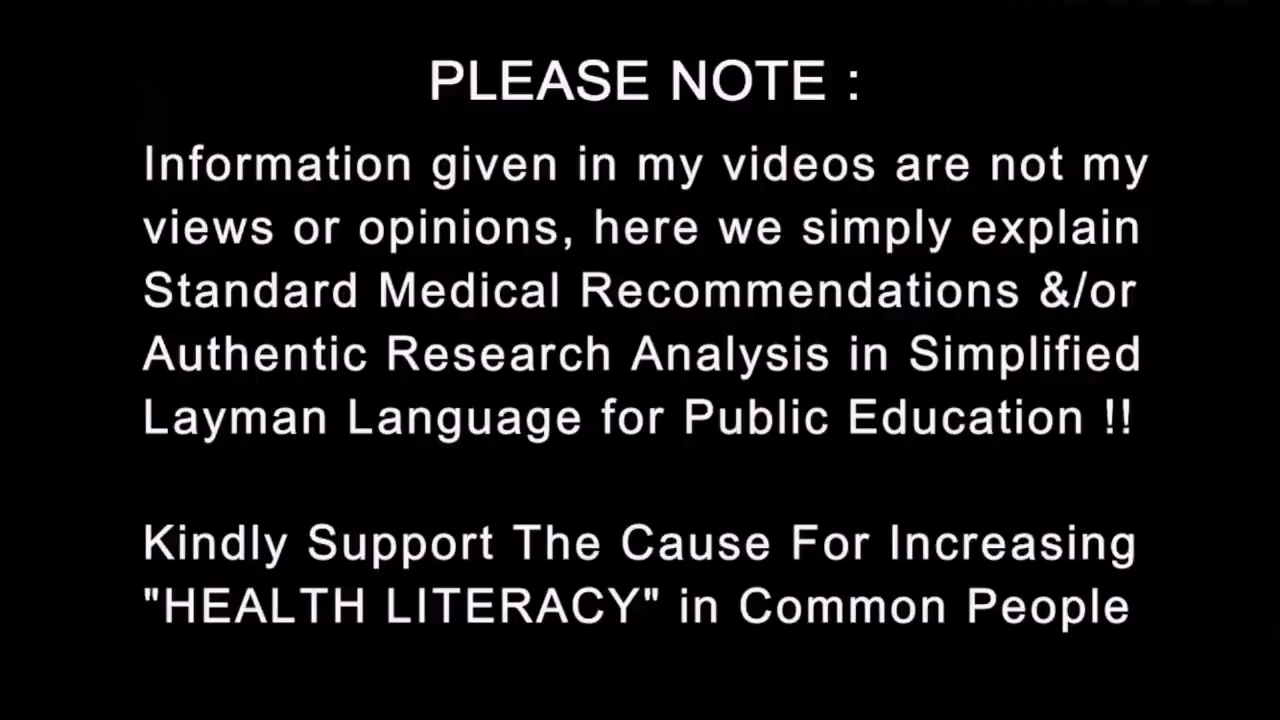 PLEASE NOTE :
Information given in my videos are not my
views or opinions, here we simply explain
Standard Medical Recommendations &/or
Authentic Research Analysis in Simplified
Layman Language for Public Education !!
Kindly Support The Cause For Increasing
"HEALTH LITERACY" in Common People